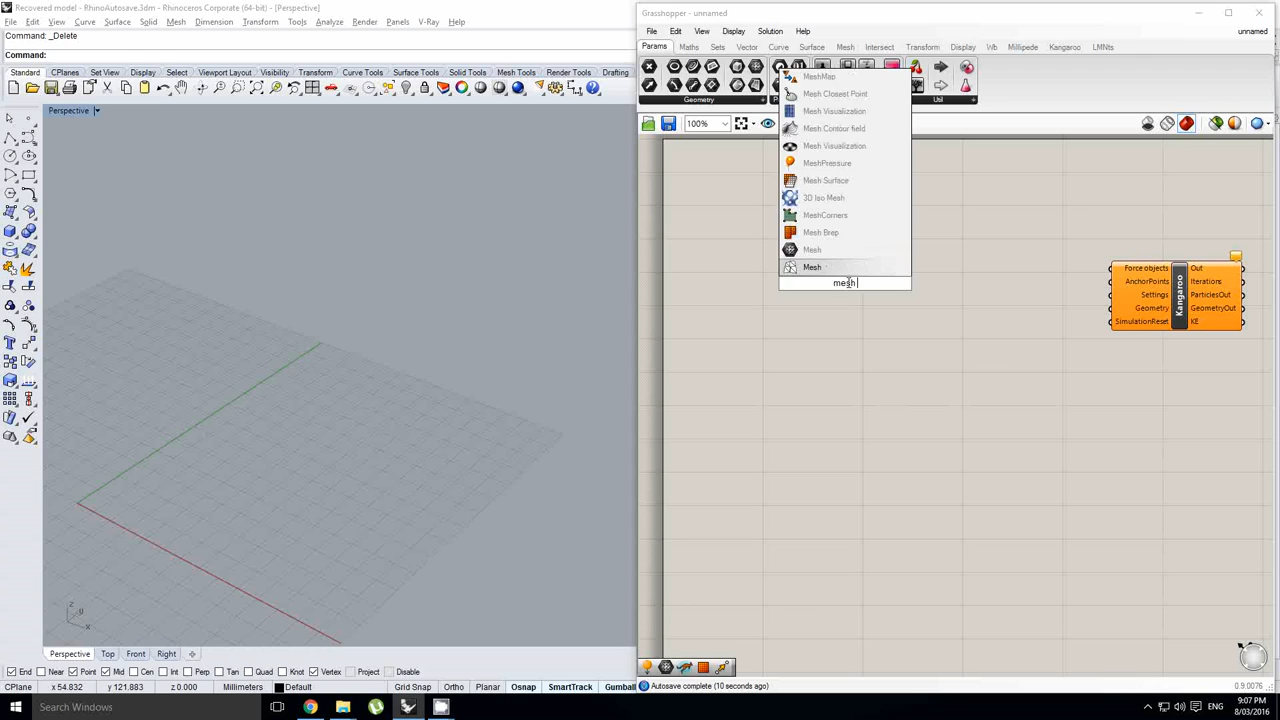 Recovered model - RhinoAutosave.3dm - Rhinoceros Corporate (64-bit) - [Perspective]
File Edit View Curve Surface Solid Mesh Dimension Transform Tools Analyze Render Panels V-Ray Help
Command: _Delete
Command:
Standard CPlanes Set View Display Select Viewport Layout Visibility Transform Curve Tools Surface Tools Solid Tools Mesh Tools Render Tools Drafting
Perspective
z
y
x
Perspective Top Front Right
End Near Point Mid Cen Int Perp Tan Quad Knot Vertex Project Disable
CPlane x 54.832 y 121.883 z 0.000 Millimeters Default Grid Snap Ortho Planar Osnap SmartTrack Gumball
Grasshopper - unnamed
File Edit View Display Solution Help unnamed
Params Maths Sets Vector Curve Surface Mesh Intersect Transform Display Wb Millipede Kangaroo LMNts
Geometry
Util
100%
MeshMap
Mesh Closest Point
Mesh Visualization
Mesh Contour field
Mesh Visualization
MeshPressure
Mesh Surface
3D Iso Mesh
MeshCorners
Mesh Brep
Mesh
Mesh
mesh
Force objects
AnchorPoints
Settings
Geometry
SimulationReset
Kangaroo
Out
Iterations
ParticlesOut
GeometryOut
KE
Autosave complete (10 seconds ago)
0.9.0076
Search Windows
ENG
9:07 PM
8/03/2016